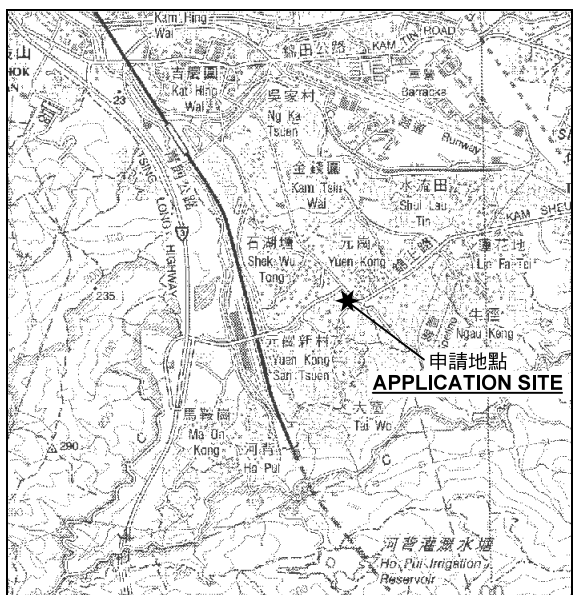 Kam Hing
Wai
錦田公路
KAM TIN ROAD
吉慶圍
Kat Hing
Wai
23
軍營
Barracks
吳家村
Ng Ka
Tsuen
跑道
Runway
金錢圍
Kam Tsin
Wai
水流田
Shui Lau
Tin
TSING LONG HIGHWAY
青朗公路
KAM SHEU
錦上路
石湖塘
Shek Wu
Tong
元崗
Yuen Kong
蓮花地
Lin Fa Tei
235
牛徑
Ngau Keng
元崗新村
Yuen Kong
San Tsuen
申請地點
APPLICATION SITE
馬鞍崗
Ma On
Kong
大窩
Tai Wo
290
河背
Ho Pui
河背灌溉水塘
Ho Pui Irrigation
Reservoir